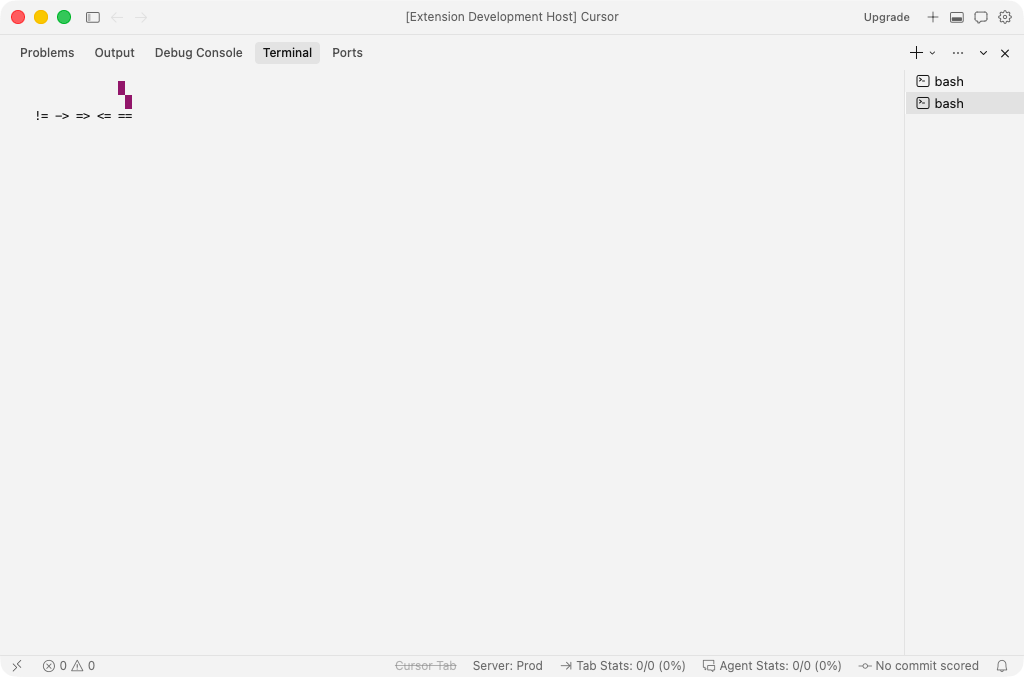 [Extension Development Host] Cursor
Upgrade
Problems Output Debug Console Terminal Ports
bash
bash
!= -> => <= ==
0 0
Cursor Tab Server: Prod Tab Stats: 0/0 (0%) Agent Stats: 0/0 (0%) No commit scored